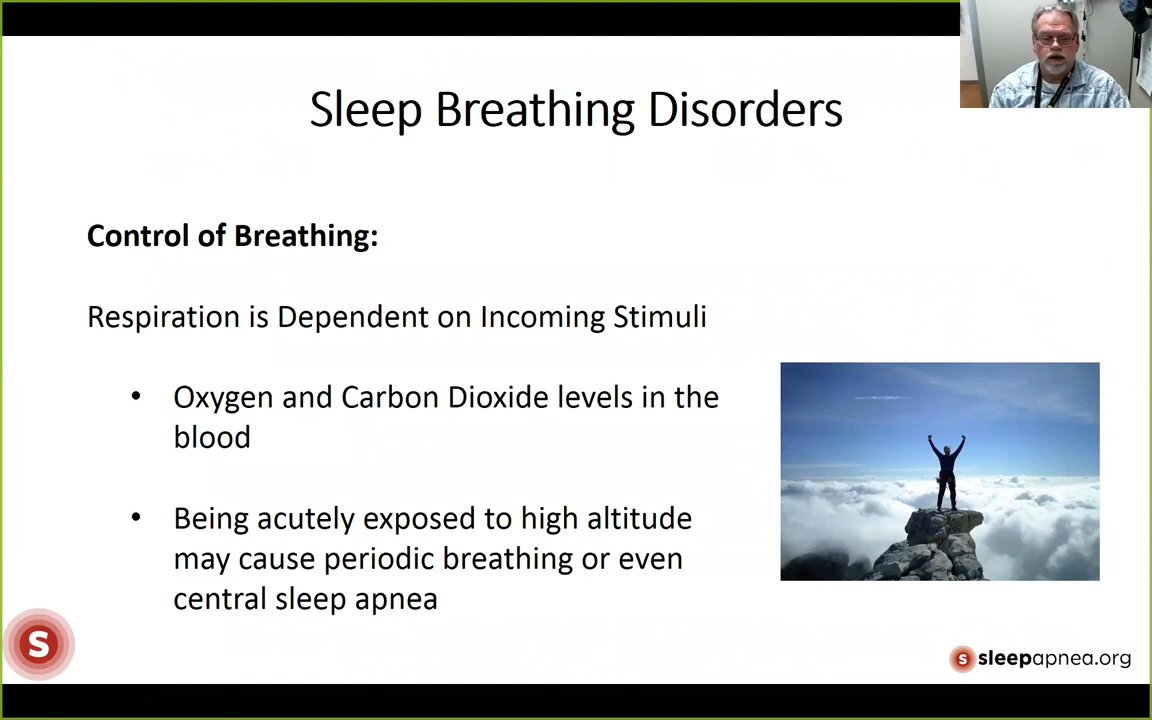 Sleep Breathing Disorders
Control of Breathing:
Respiration is Dependent on Incoming Stimuli
• Oxygen and Carbon Dioxide levels in the
blood
• Being acutely exposed to high altitude
may cause periodic breathing or even
central sleep apnea
S
S sleepapnea.org